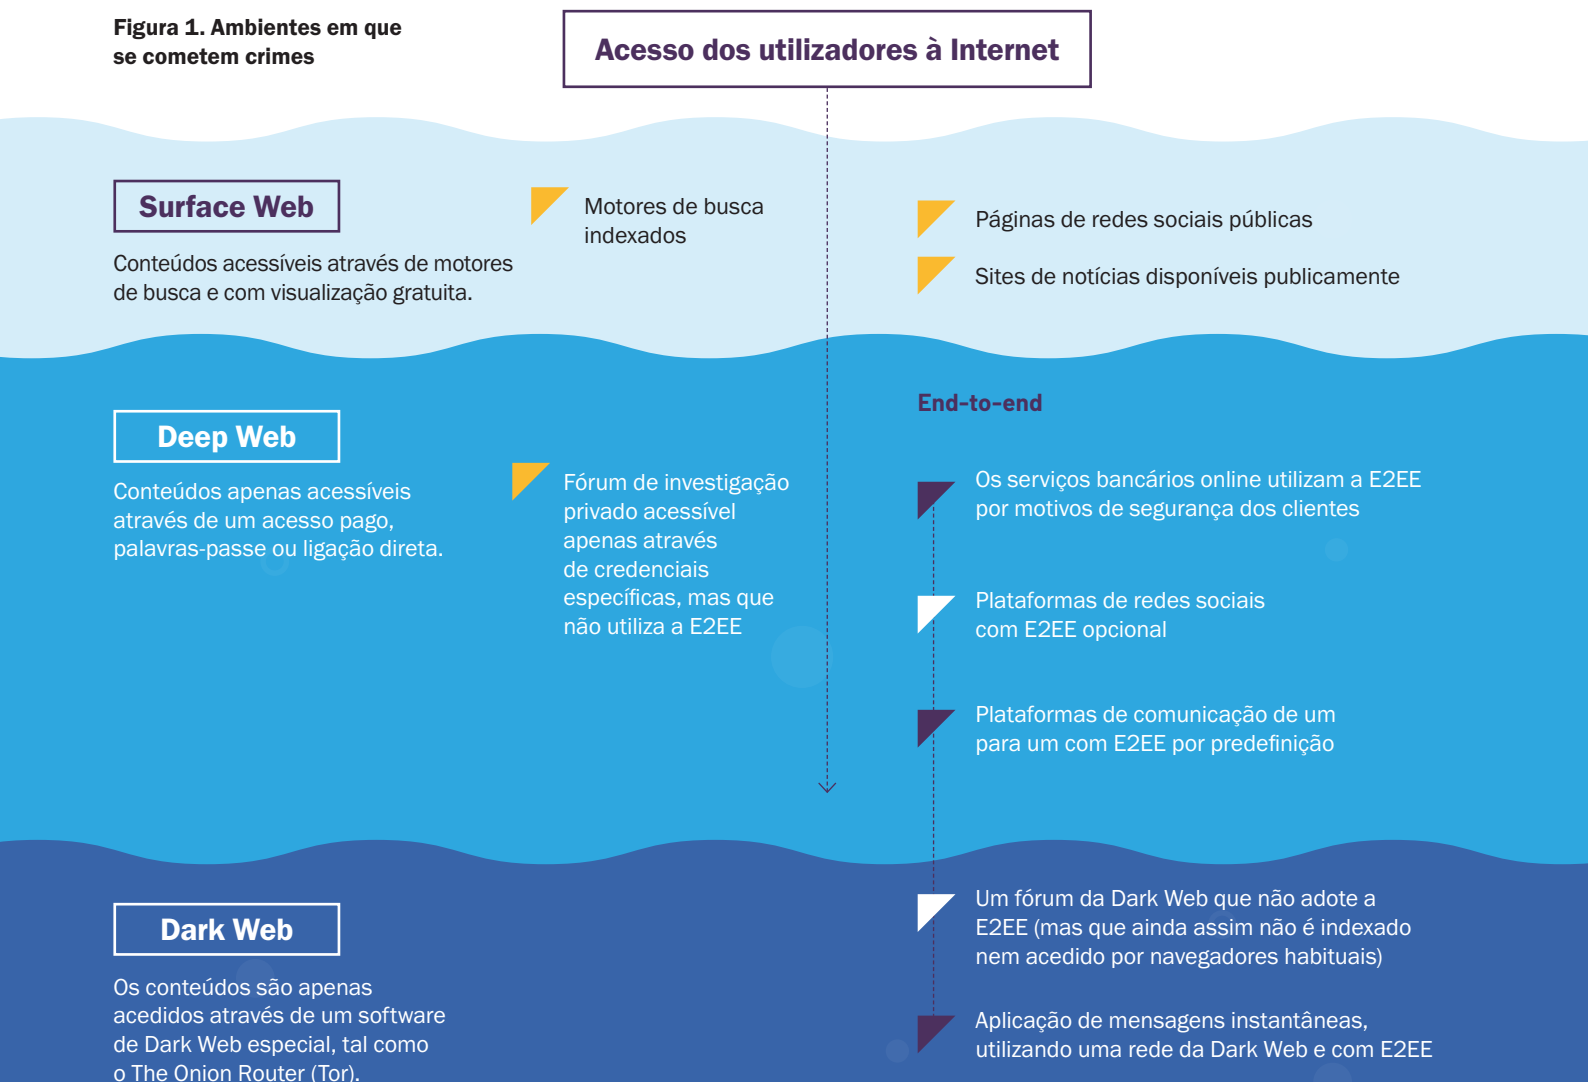 Figura 1. Ambientes em que
se cometem crimes
Acesso dos utilizadores à Internet
Surface Web
Conteúdos acessíveis através de motores
de busca e com visualização gratuita.
Motores de busca
indexados
Páginas de redes sociais públicas
Sites de notícias disponíveis publicamente
Deep Web
Conteúdos apenas acessíveis
através de um acesso pago,
palavras-passe ou ligação direta.
Fórum de investigação
privado acessível
apenas através
de credenciais
específicas, mas que
não utiliza a E2EE
End-to-end
Os serviços bancários online utilizam a E2EE
por motivos de segurança dos clientes
Plataformas de redes sociais
com E2EE opcional
Plataformas de comunicação de um
para um com E2EE por predefinição
Dark Web
Os conteúdos são apenas
acedidos através de um software
de Dark Web especial, tal como
o The Onion Router (Tor).
Um fórum da Dark Web que não adote a
E2EE (mas que ainda assim não é indexado
nem acedido por navegadores habituais)
Aplicação de mensagens instantâneas,
utilizando uma rede da Dark Web e com E2EE